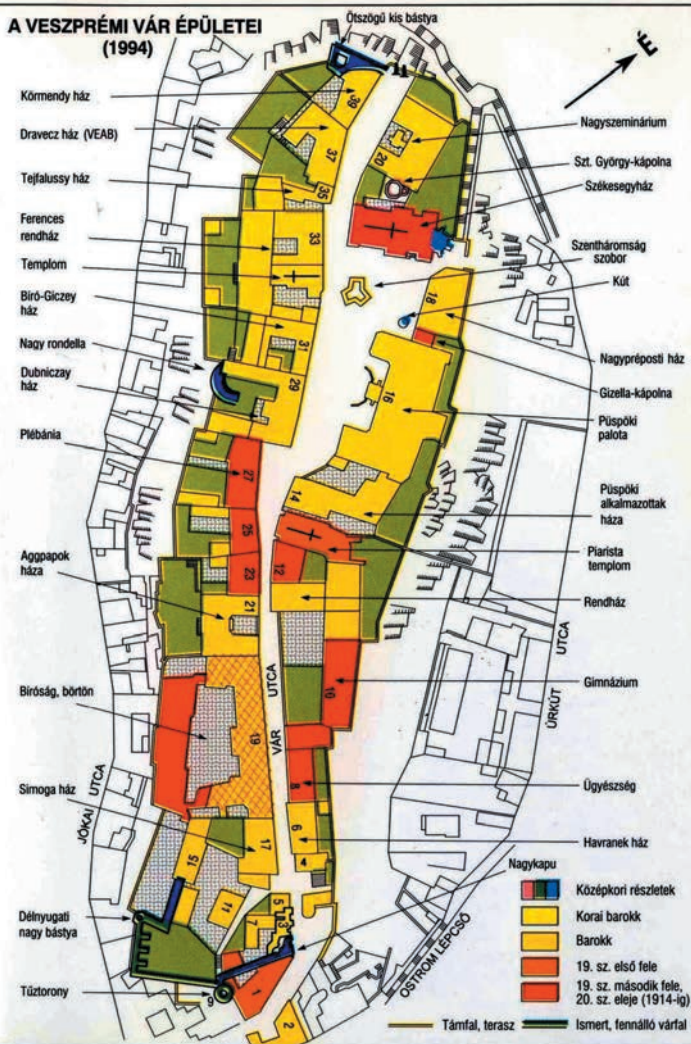 A VESZPRÉMI VÁR ÉPÜLETEI
(1994)
Ötszögű kis bástya
É
Körmendy ház
Dravecz ház (VEAB)
Tejfalussy ház
Ferences
rendház
Templom
Bíró-Giczey
ház
Nagy rondella
Dubniczay
ház
Plébánia
Aggpapok
háza
Bíróság, börtön
Simoga ház
Délnyugati
nagy bástya
Tűztorony
Nagyszeminárium
Szt. György-kápolna
Székesegyház
Szentháromság
szobor
Kút
Nagypréposti ház
Gizella-kápolna
Püspöki
palota
Püspöki
alkalmazottak
háza
Piarista
templom
Rendház
Gimnázium
Ügyészség
Havranek ház
Nagykapu
JÓKAI UTCA
VÁR UTCA
ÚRKÚT UTCA
OSTROM LÉPCSŐ
39
37
35
33
31
29
27
25
23
21
19
17
15
11
9
7
5
3
1
20
18
16
14
12
10
8
6
4
2
Középkori részletek
Korai barokk
Barokk
19. sz. első fele
19. sz. második fele,
20. sz. eleje (1914-ig)
Támfal, terasz
Ismert, fennálló várfal